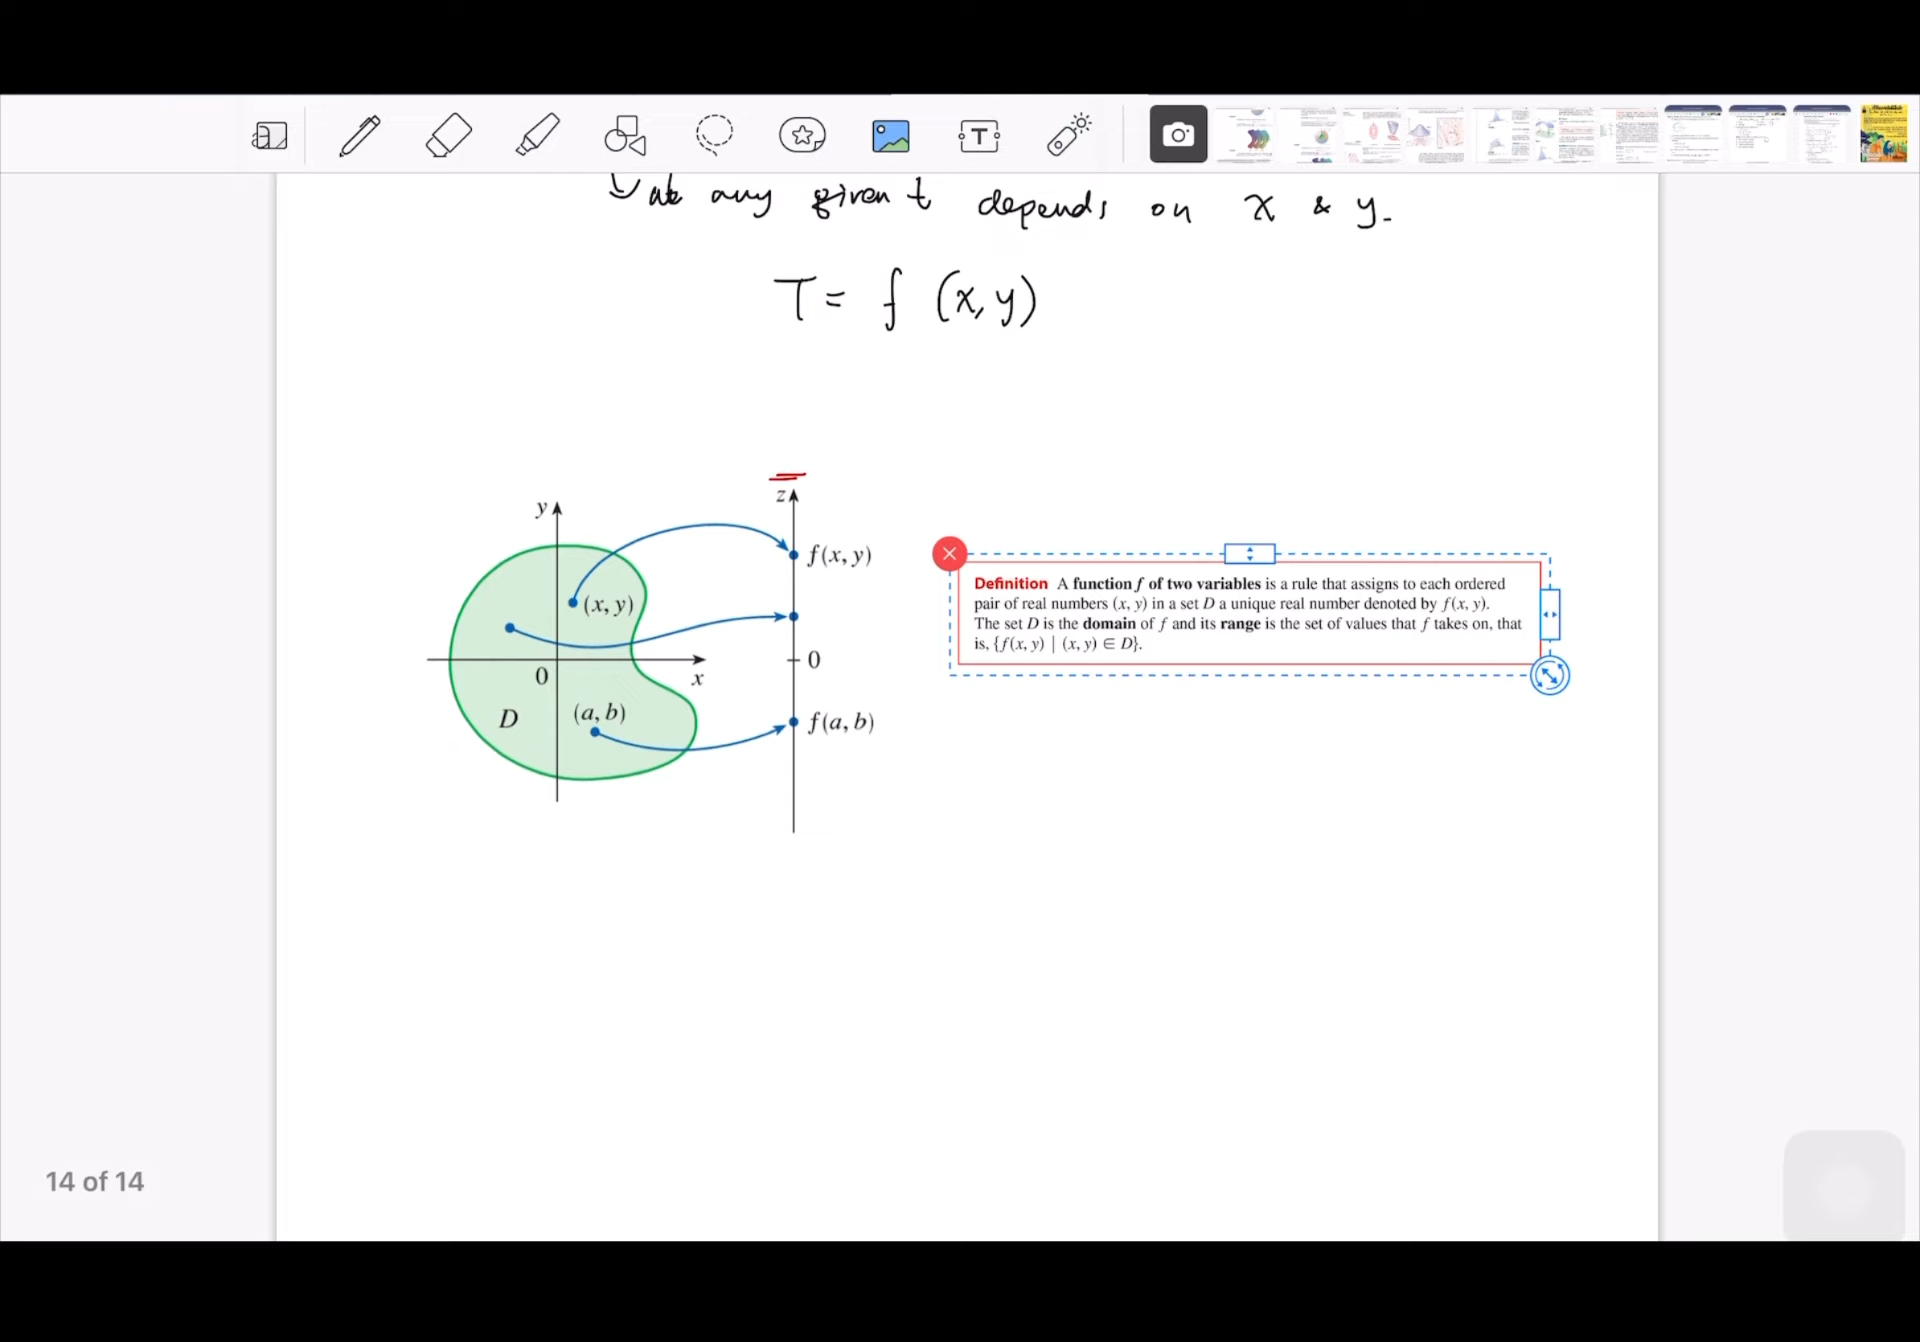 at any given t depends on x & y.
T = f (x, y)
z
y
f(x, y)
(x, y)
0
0
x
(a, b)
D
f(a, b)
Definition A function f of two variables is a rule that assigns to each ordered
pair of real numbers (x, y) in a set D a unique real number denoted by f(x, y).
The set D is the domain of f and its range is the set of values that f takes on, that
is, {f(x, y) | (x, y) ∈ D}.
14 of 14